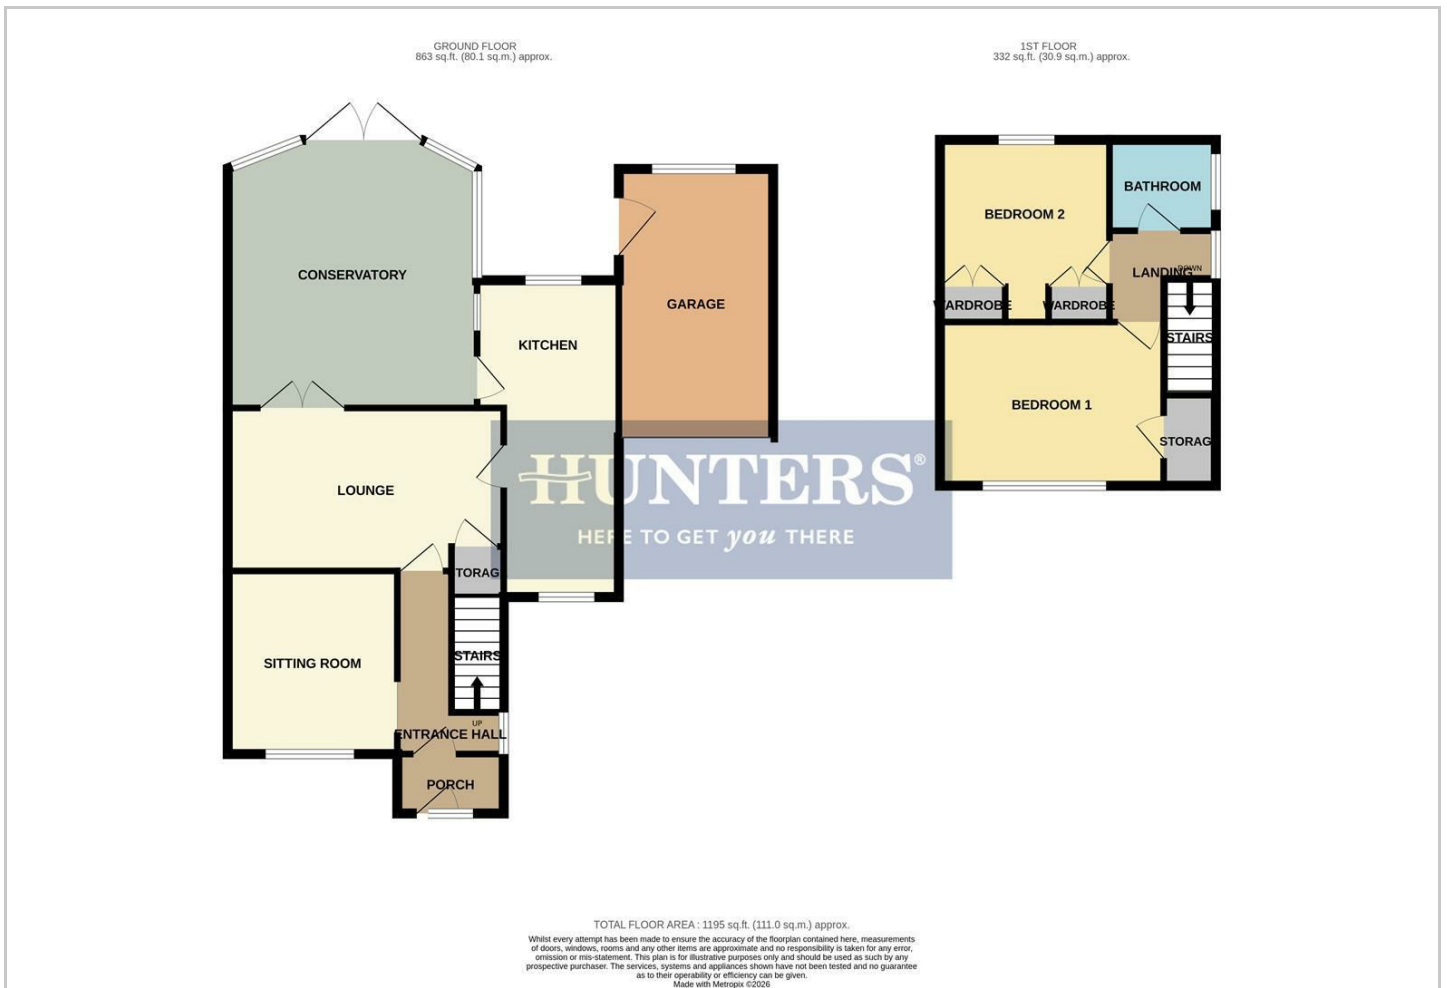 GROUND FLOOR
863 sq.ft. (80.1 sq.m.) approx.
1ST FLOOR
332 sq.ft. (30.9 sq.m.) approx.
CONSERVATORY
KITCHEN
GARAGE
LOUNGE
TORAG
SITTING ROOM
STAIRS
UP
ENTRANCE HALL
PORCH
BEDROOM 2
BATHROOM
LANDING
DOWN
WARDROBE
WARDROBE
STAIRS
BEDROOM 1
STORAG
HUNTERS®
HERE TO GET you THERE
TOTAL FLOOR AREA : 1195 sq.ft. (111.0 sq.m.) approx.
Whilst every attempt has been made to ensure the accuracy of the floorplan contained here, measurements
of doors, windows, rooms and any other items are approximate and no responsibility is taken for any error,
omission or mis-statement. This plan is for illustrative purposes only and should be used as such by any
prospective purchaser. The services, systems and appliances shown have not been tested and no guarantee
as to their operability or efficiency can be given.
Made with Metropix ©2026